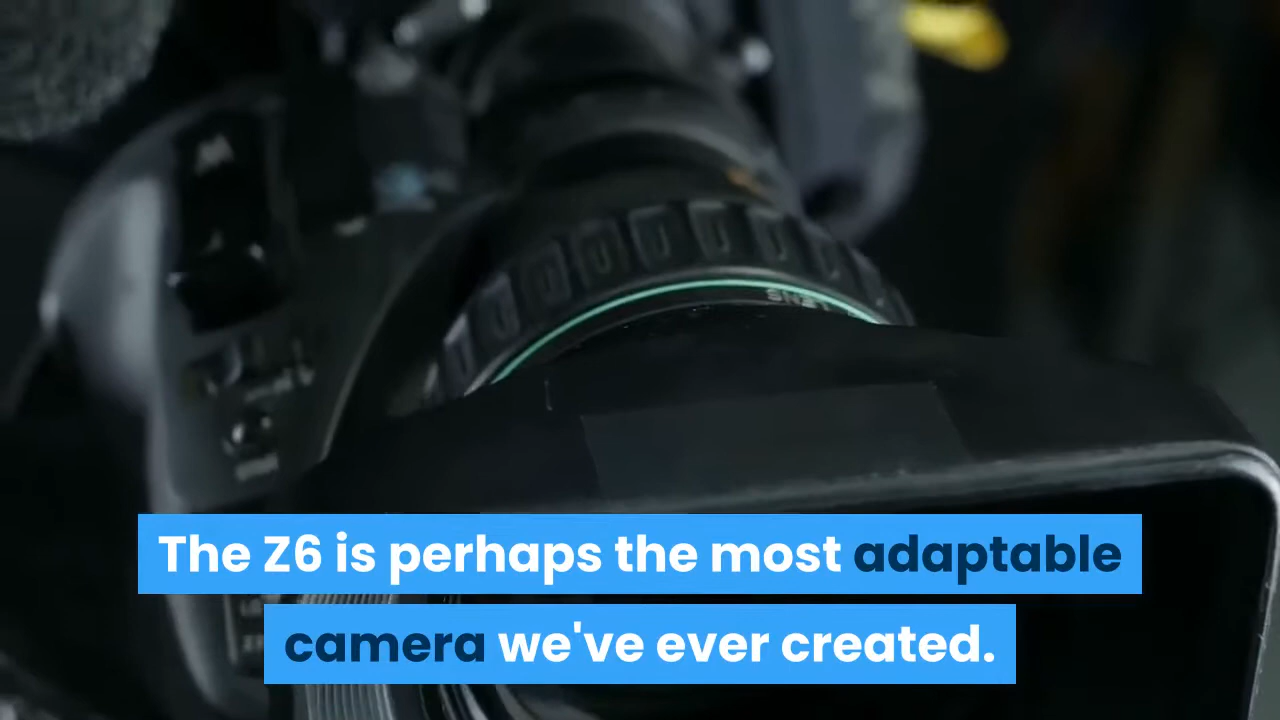 The Z6 is perhaps the most adaptable
camera we've ever created.